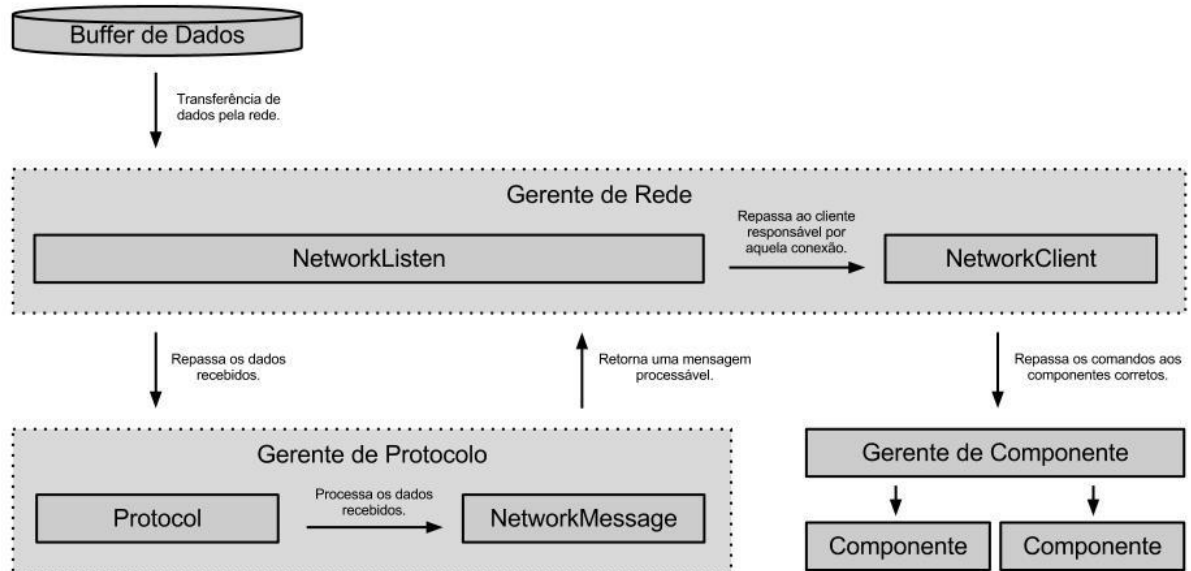 Buffer de Dados
Transferência de
dados pela rede.
Gerente de Rede
NetworkListen
Repassa ao cliente
responsável por
aquela conexão.
NetworkClient
Repassa os dados
recebidos.
Retorna uma mensagem
processável.
Repassa os comandos aos
componentes corretos.
Gerente de Protocolo
Protocol
Processa os dados
recebidos.
NetworkMessage
Gerente de Componente
Componente
Componente